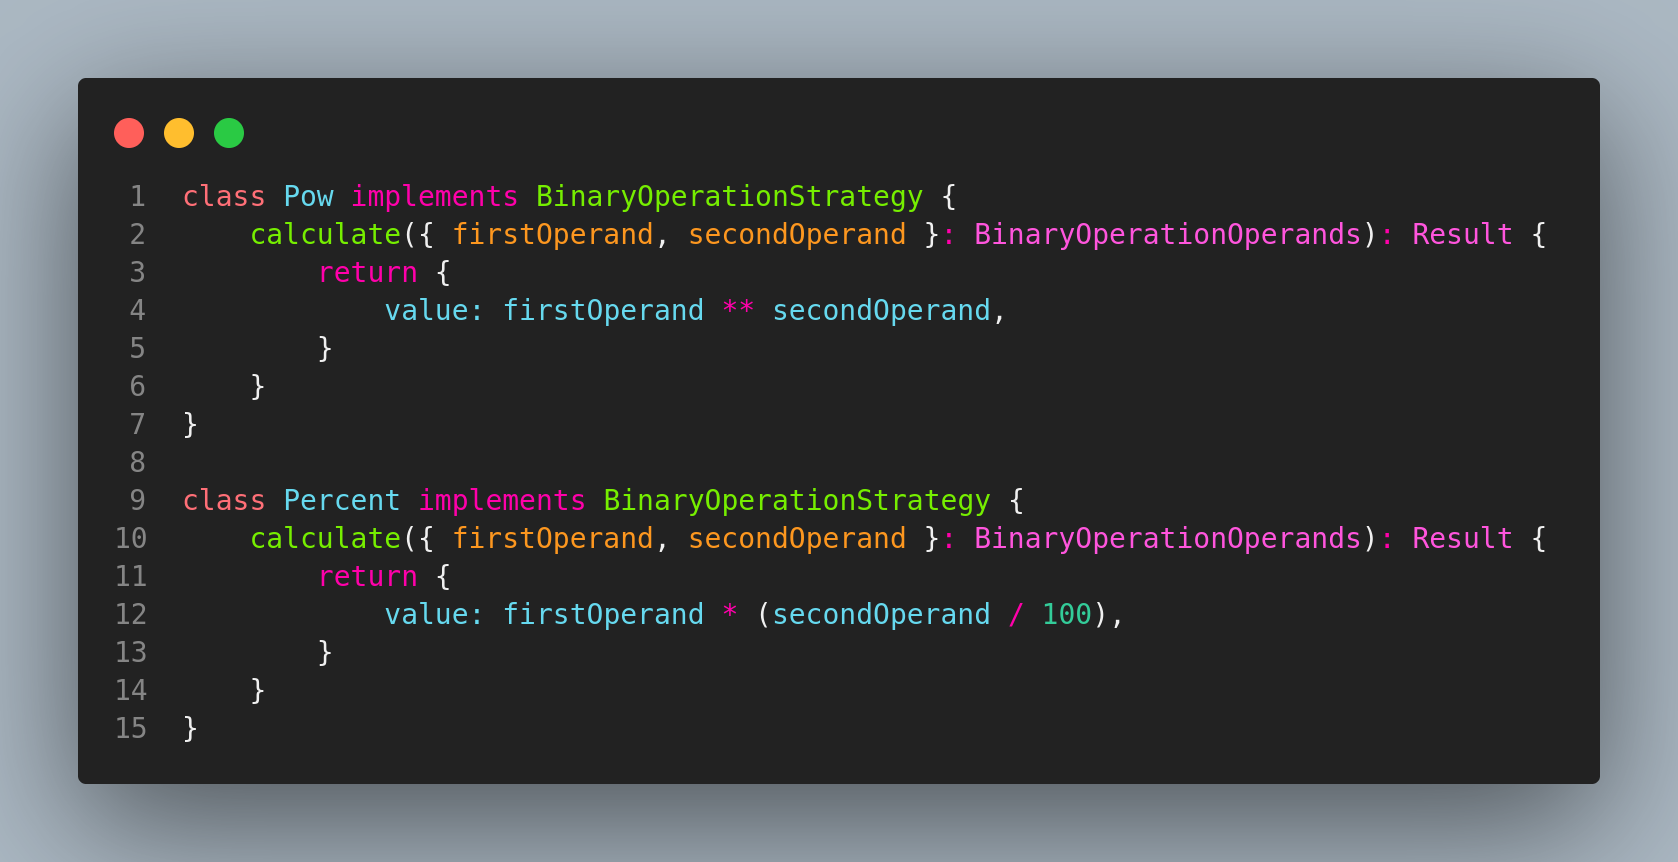 1 class Pow implements BinaryOperationStrategy {
2     calculate({ firstOperand, secondOperand }: BinaryOperationOperands): Result {
3         return {
4             value: firstOperand ** secondOperand,
5         }
6     }
7 }
8
9 class Percent implements BinaryOperationStrategy {
10     calculate({ firstOperand, secondOperand }: BinaryOperationOperands): Result {
11         return {
12             value: firstOperand * (secondOperand / 100),
13         }
14     }
15 }